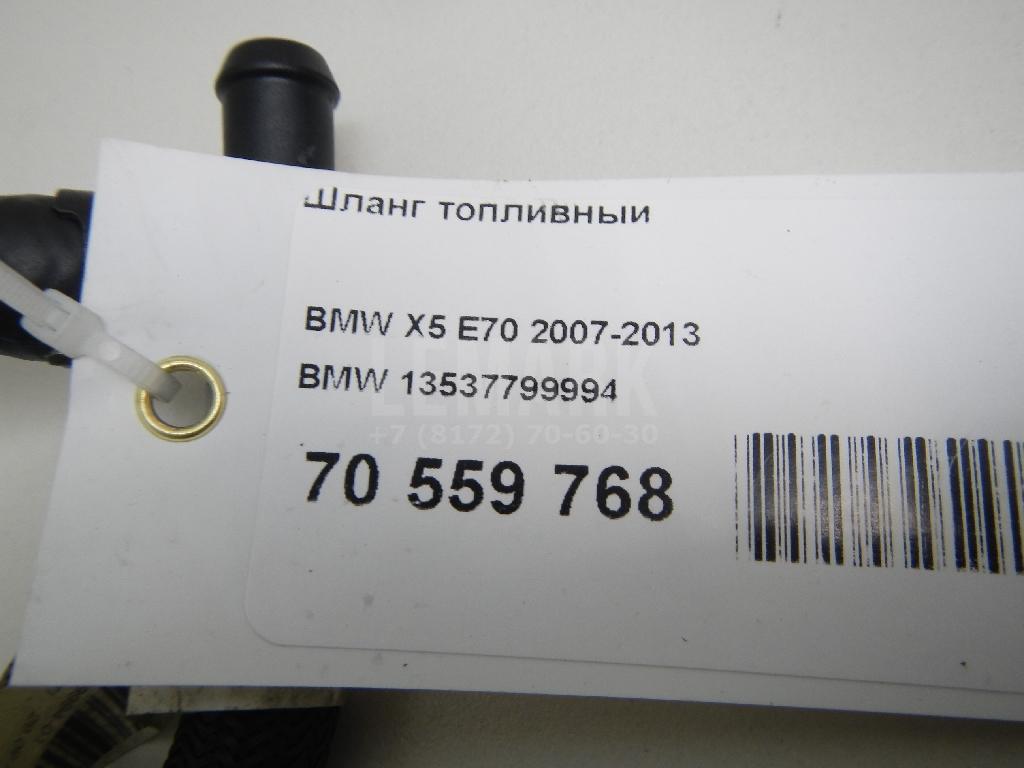 Шланг топливный
BMW X5 E70 2007-2013
BMW 13537799994
LEMARK
+7 (8172) 70-60-30
70 559 768